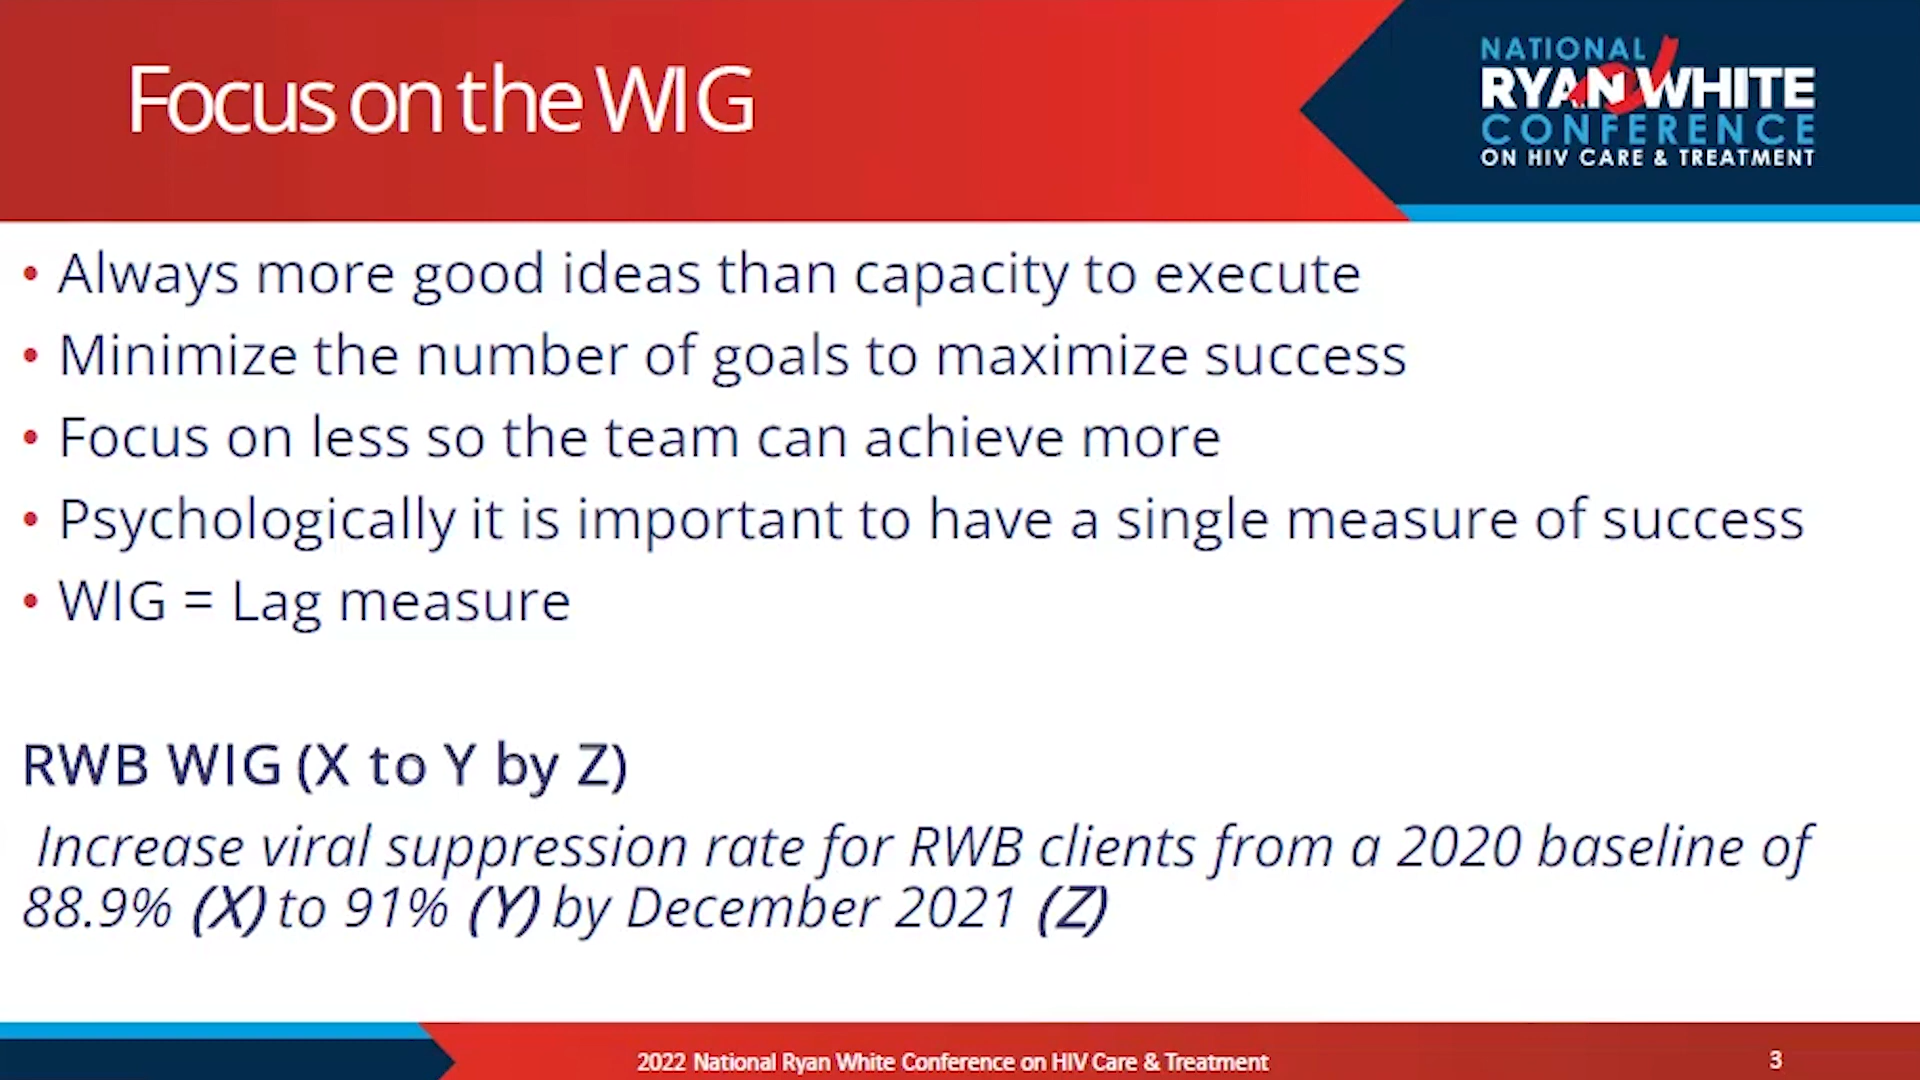 Focus on the WIG
NATIONAL
RYAN WHITE
CONFERENCE
ON HIV CARE & TREATMENT
• Always more good ideas than capacity to execute
• Minimize the number of goals to maximize success
• Focus on less so the team can achieve more
• Psychologically it is important to have a single measure of success
• WIG = Lag measure
RWB WIG (X to Y by Z)
Increase viral suppression rate for RWB clients from a 2020 baseline of
88.9% (X) to 91% (Y) by December 2021 (Z)
2022 National Ryan White Conference on HIV Care & Treatment
3